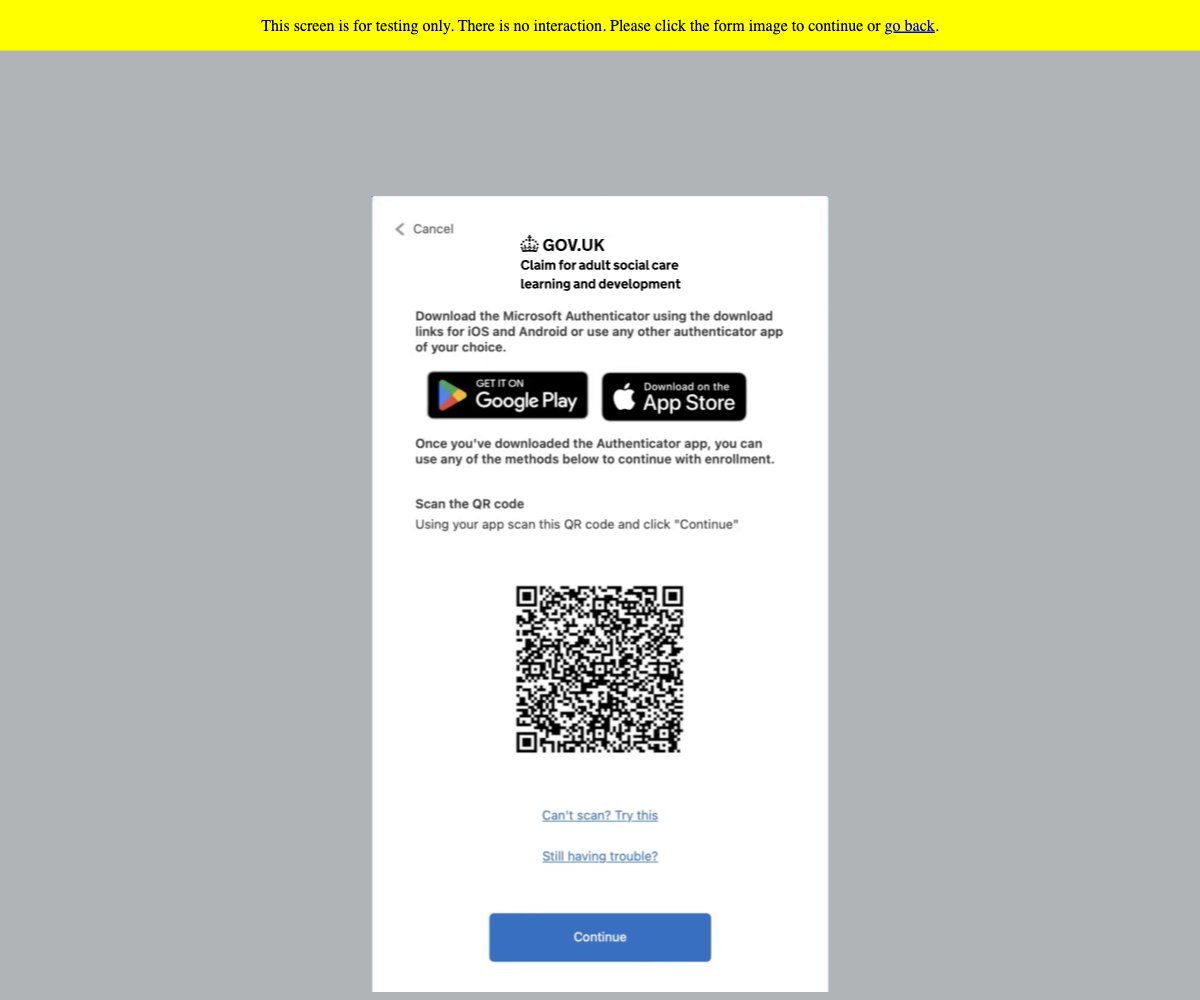 This screen is for testing only. There is no interaction. Please click the form image to continue or go back.
Cancel
GOV.UK
Claim for adult social care
learning and development
Download the Microsoft Authenticator using the download
links for iOS and Android or use any other authenticator app
of your choice.
GET IT ON
Google Play
Download on the
App Store
Once you've downloaded the Authenticator app, you can
use any of the methods below to continue with enrollment.
Scan the QR code
Using your app scan this QR code and click "Continue"
Can't scan? Try this
Still having trouble?
Continue